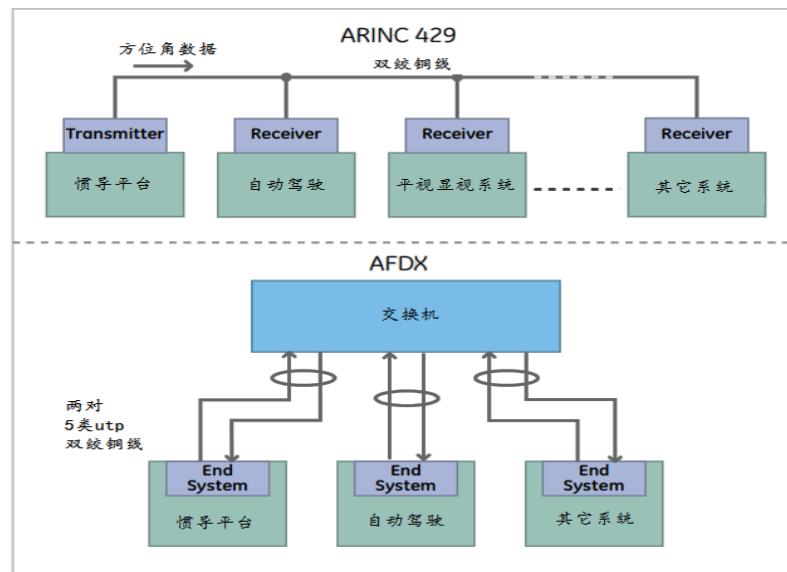 ARINC 429
方位角数据
双绞铜线
Transmitter
Receiver
Receiver
Receiver
惯导平台
自动驾驶
平视显视系统
其它系统
AFDX
交换机
两对
5类utp
双绞铜线
End
System
End
System
End
System
惯导平台
自动驾驶
其它系统